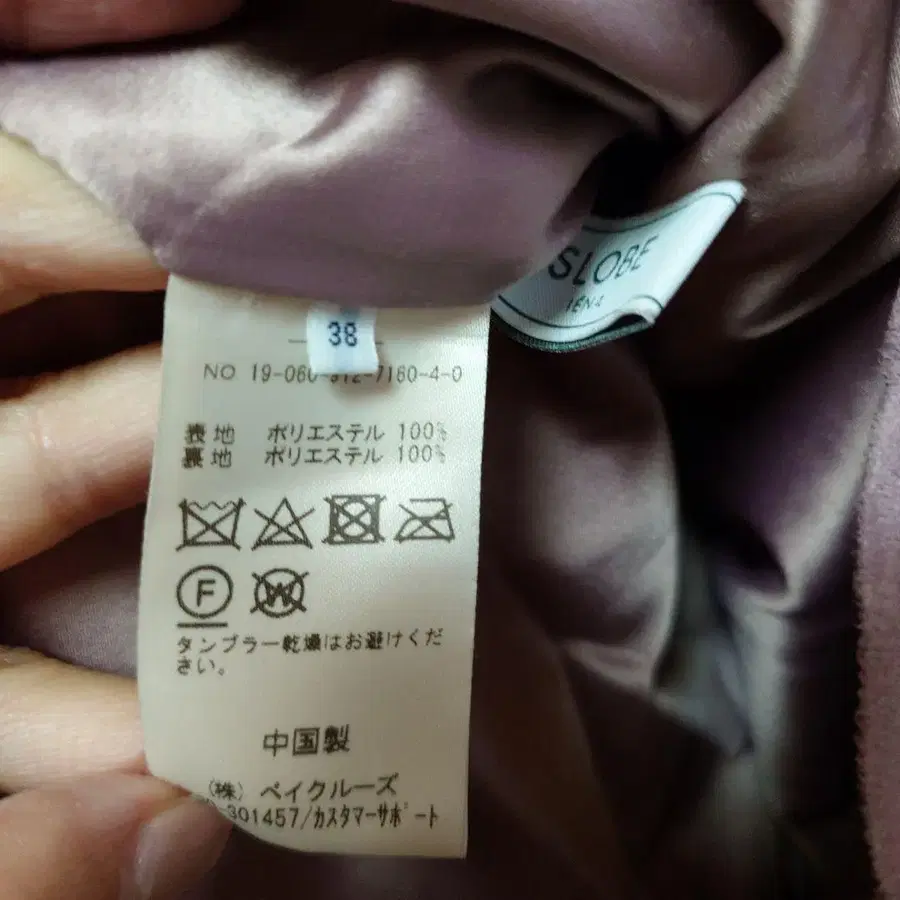 SLOBE
IENA
38
NO 19-060-912-7160-4-0
表地 ポリエステル 100%
裏地 ポリエステル 100%
F
W
タンブラー乾燥はお避けくだ
さい。
中国製
(株) ベイクルーズ
301457/カスタマーサポート